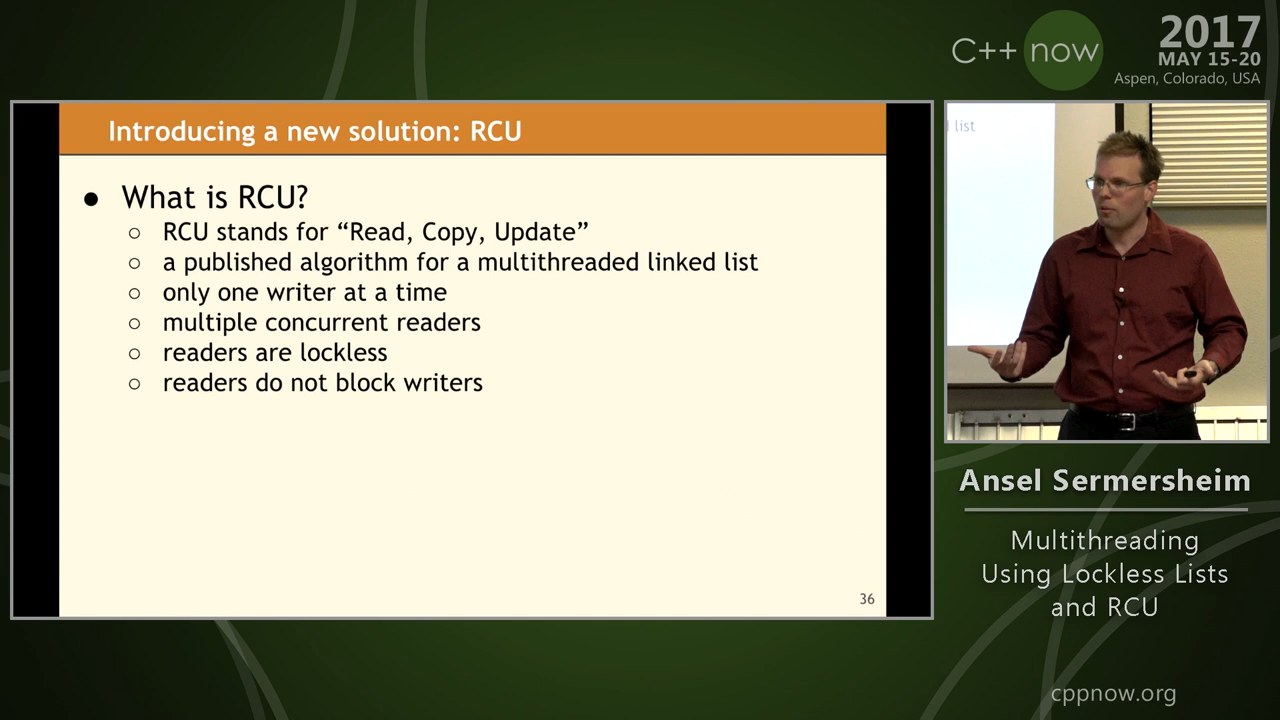 C++ now
2017
MAY 15-20
Aspen, Colorado, USA
Introducing a new solution: RCU
● What is RCU?
○ RCU stands for “Read, Copy, Update”
○ a published algorithm for a multithreaded linked list
○ only one writer at a time
○ multiple concurrent readers
○ readers are lockless
○ readers do not block writers
36
list
Ansel Sermersheim
Multithreading
Using Lockless Lists
and RCU
cppnow.org